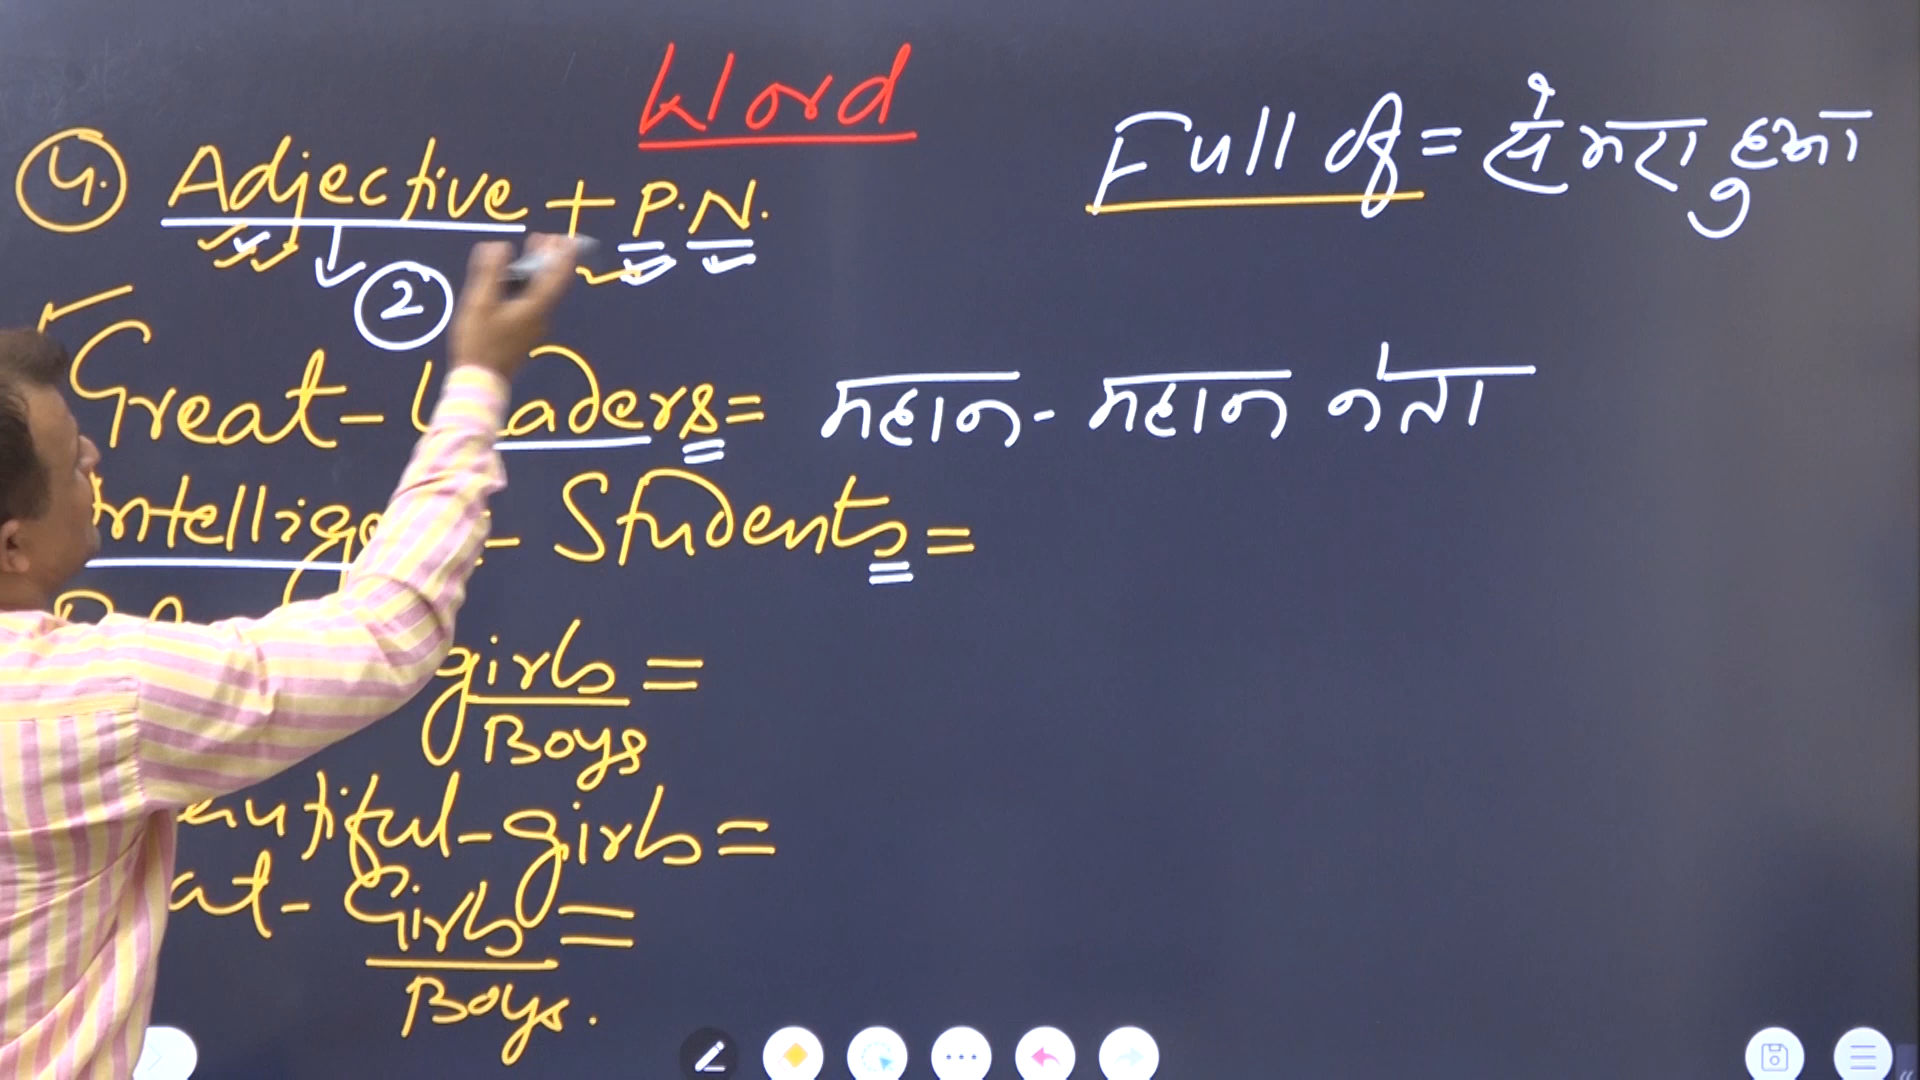 Word
Full of = से भरा हुआ
4. Adjective + P.N.
2
Great - Leaders = महान - महान नेता
- Students =
girls =
Boys
- girls =
- Girls =
Boys.